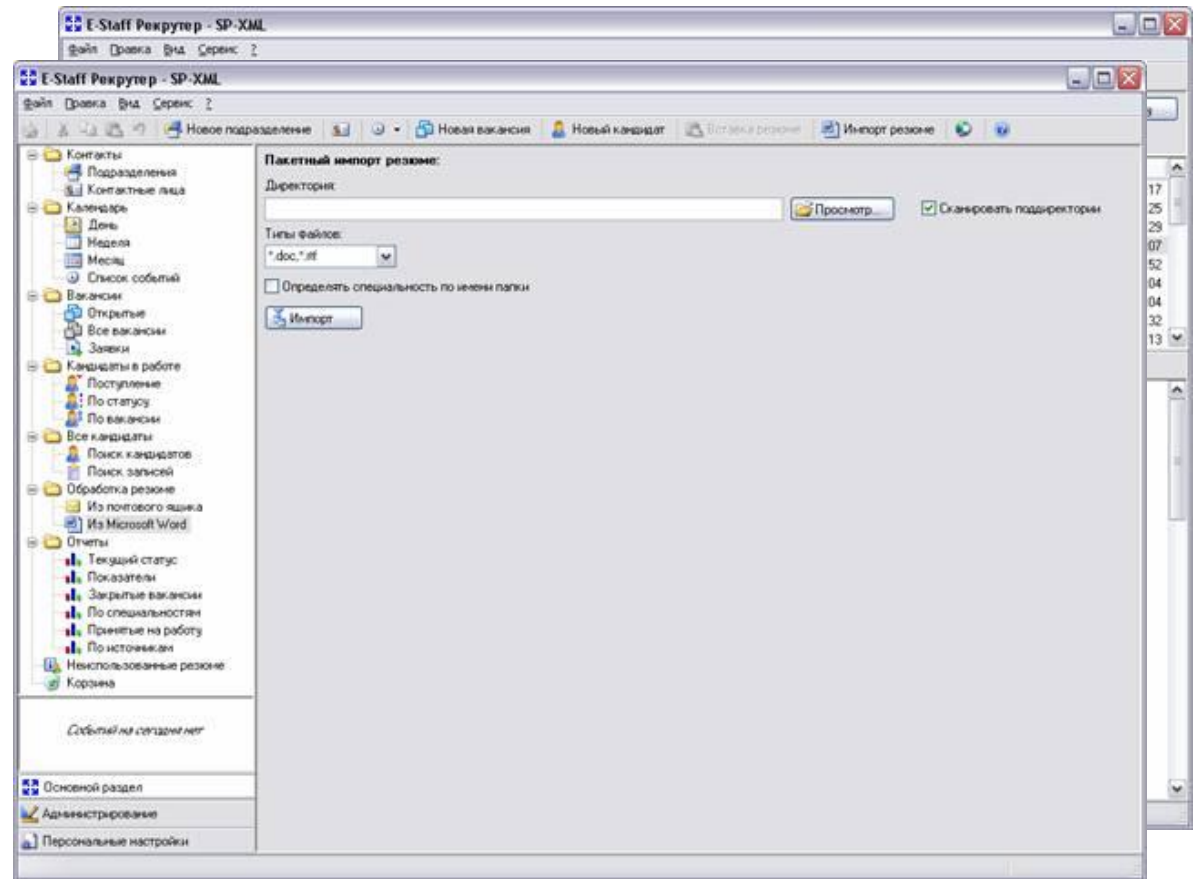 E-Staff Рекрутер - SP-XML
Файл Правка Вид Сервис ?
E-Staff Рекрутер - SP-XML
Файл Правка Вид Сервис ?
Новое подразделение Новая вакансия Новый кандидат Вставка резюме Импорт резюме
Контакты
Подразделения
Контактные лица
Календарь
День
Неделя
Месяц
Список событий
Вакансии
Открытые
Все вакансии
Заявки
Кандидаты в работе
Поступление
По статусу
По вакансии
Все кандидаты
Поиск кандидатов
Поиск записей
Обработка резюме
Из почтового ящика
Из Microsoft Word
Отчеты
Текущий статус
Показатели
Закрытые вакансии
По специальностям
Принятые на работу
По источникам
Неиспользованные резюме
Корзина
Событий на сегодня нет
Основной раздел
Администрирование
Персональные настройки
Пакетный импорт резюме:
Директория:
Просмотр... Сканировать поддиректории
Типы файлов:
*.doc,*.rtf
Определять специальность по имени папки
Импорт
17
25
29
07
52
04
04
32
13